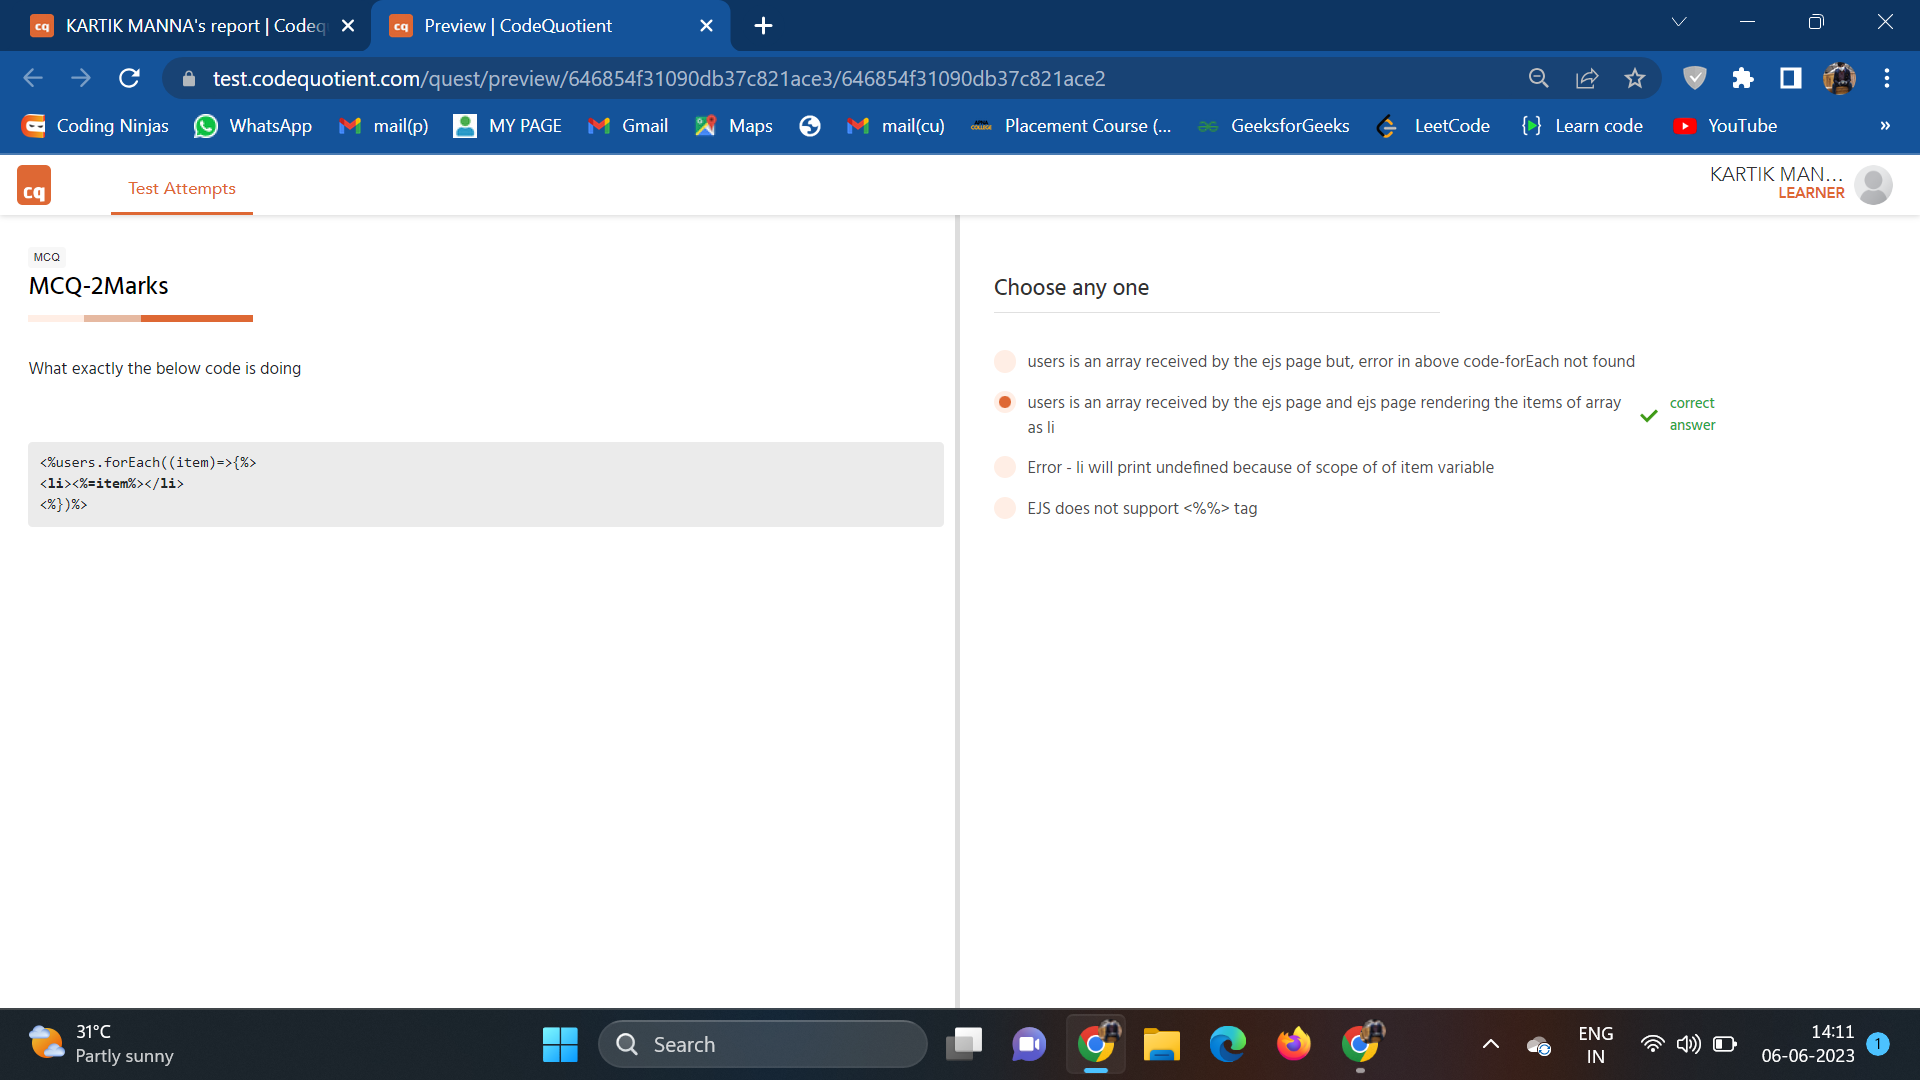 KARTIK MANNA's report | Codeq
Preview | CodeQuotient
test.codequotient.com/quest/preview/646854f31090db37c821ace3/646854f31090db37c821ace2
Coding Ninjas
WhatsApp
mail(p)
MY PAGE
Gmail
Maps
mail(cu)
Placement Course (...
GeeksforGeeks
LeetCode
Learn code
YouTube
»
cq
Test Attempts
KARTIK MAN...
LEARNER
MCQ
MCQ-2Marks
What exactly the below code is doing
<%users.forEach((item)=>{%>
<li><%=item%></li>
<%})%>
Choose any one
users is an array received by the ejs page but, error in above code-forEach not found
users is an array received by the ejs page and ejs page rendering the items of array
as li
correct
answer
Error - li will print undefined because of scope of of item variable
EJS does not support <%%> tag
31°C
Partly sunny
Search
ENG
IN
14:11
06-06-2023
1